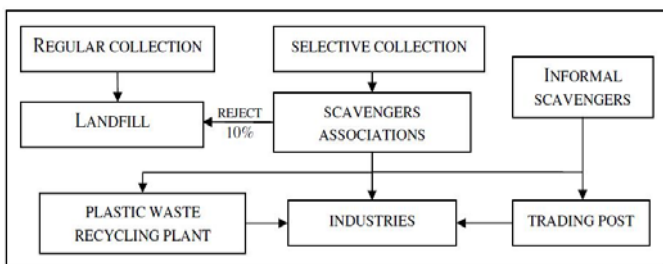 REGULAR COLLECTION
SELECTIVE COLLECTION
INFORMAL
SCAVENGERS
LANDFILL
REJECT
10%
SCAVENGERS
ASSOCIATIONS
PLASTIC WASTE
RECYCLING PLANT
INDUSTRIES
TRADING POST